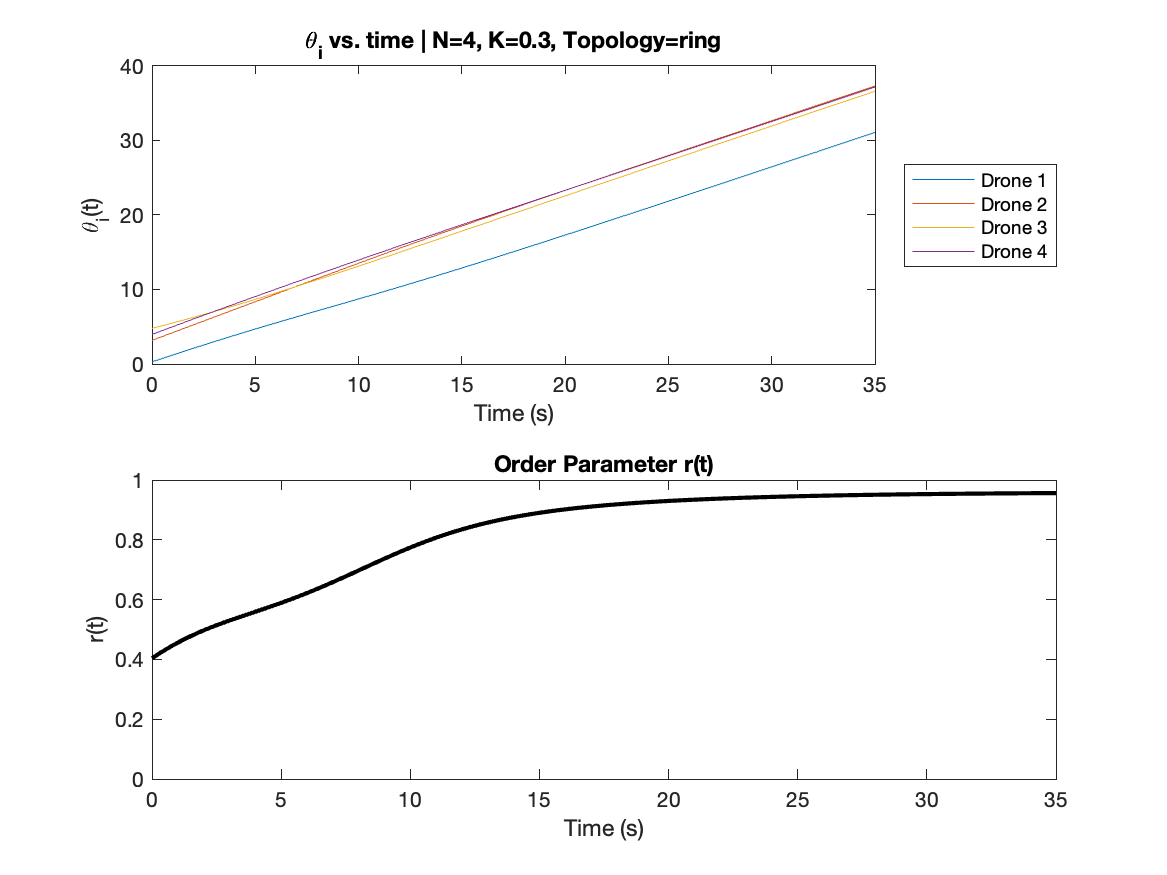 θi vs. time | N=4, K=0.3, Topology=ring
40
30
20
10
0
θi(t)
0 5 10 15 20 25 30 35
Time (s)
Drone 1
Drone 2
Drone 3
Drone 4
Order Parameter r(t)
1
0.8
0.6
0.4
0.2
0
r(t)
0 5 10 15 20 25 30 35
Time (s)